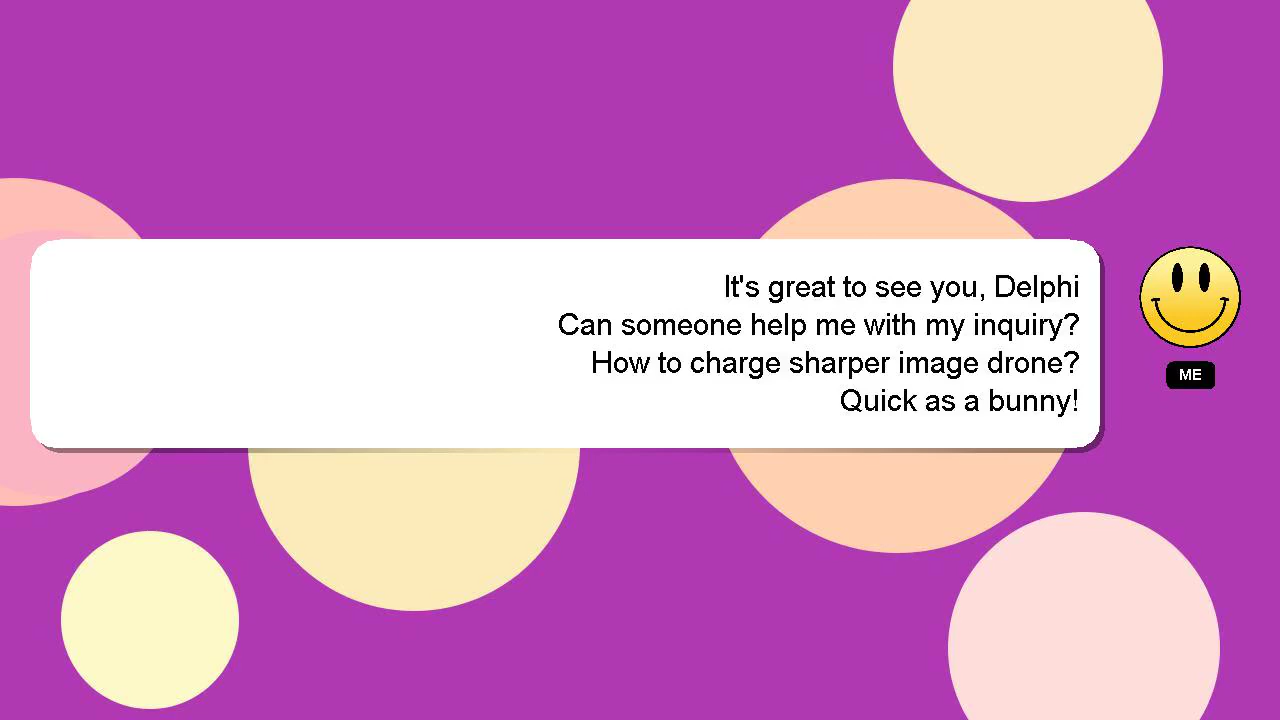 It's great to see you, Delphi
Can someone help me with my inquiry?
How to charge sharper image drone?
Quick as a bunny!
ME